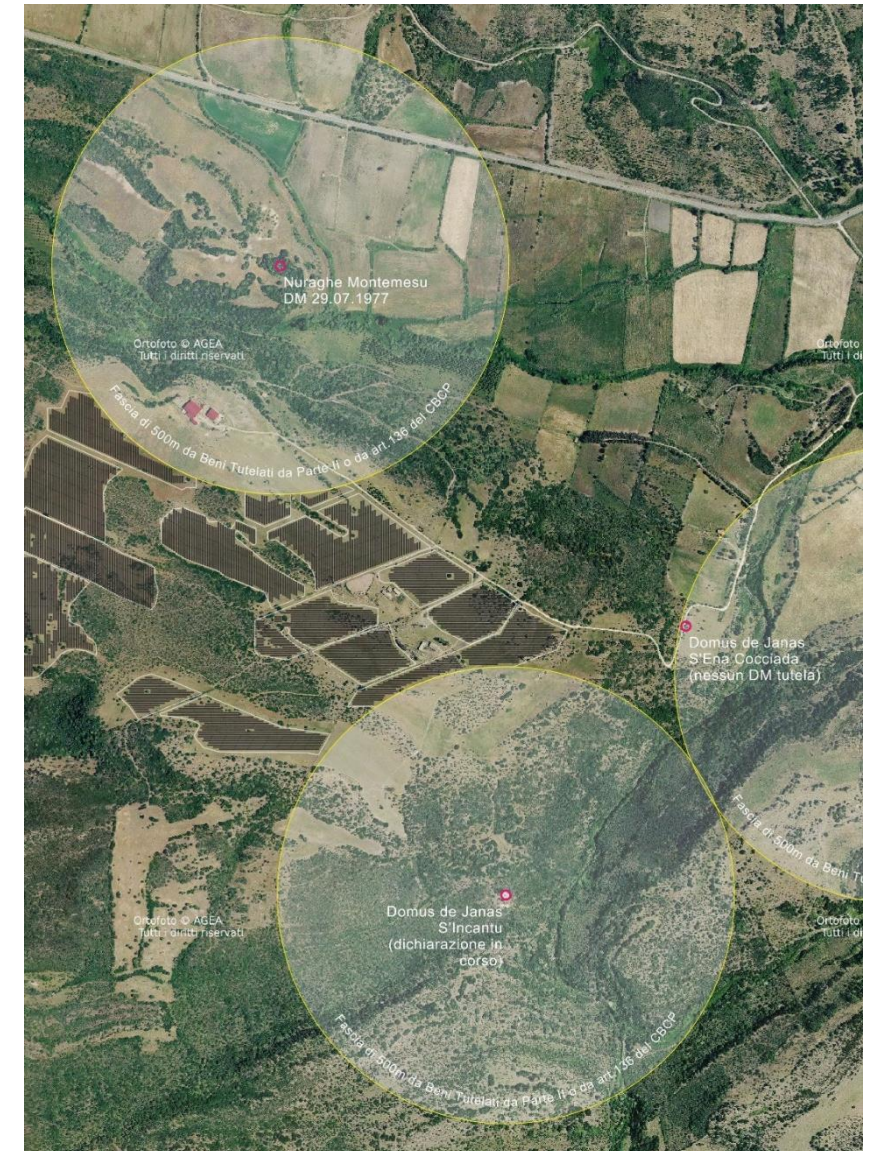 Nuraghe Montemesu
DM 29.07.1977
Ortofoto © AGEA
Tutti i diritti riservati
Ortofoto
Tutti i di
Fascia di 500m da Beni Tutelati da Parte II o da art.136 del CBCP
Domus de Janas
S'Ena Cocciada
(nessun DM tutela)
Fascia di 500m da Beni
Domus de Janas
S'Incantu
(dichiarazione in
corso)
Ortofoto © AGEA
Tutti i diritti riservati
Ortofoto
Tutti i di
Fascia di 500m da Beni Tutelati da Parte II o da art.136 del CBCP